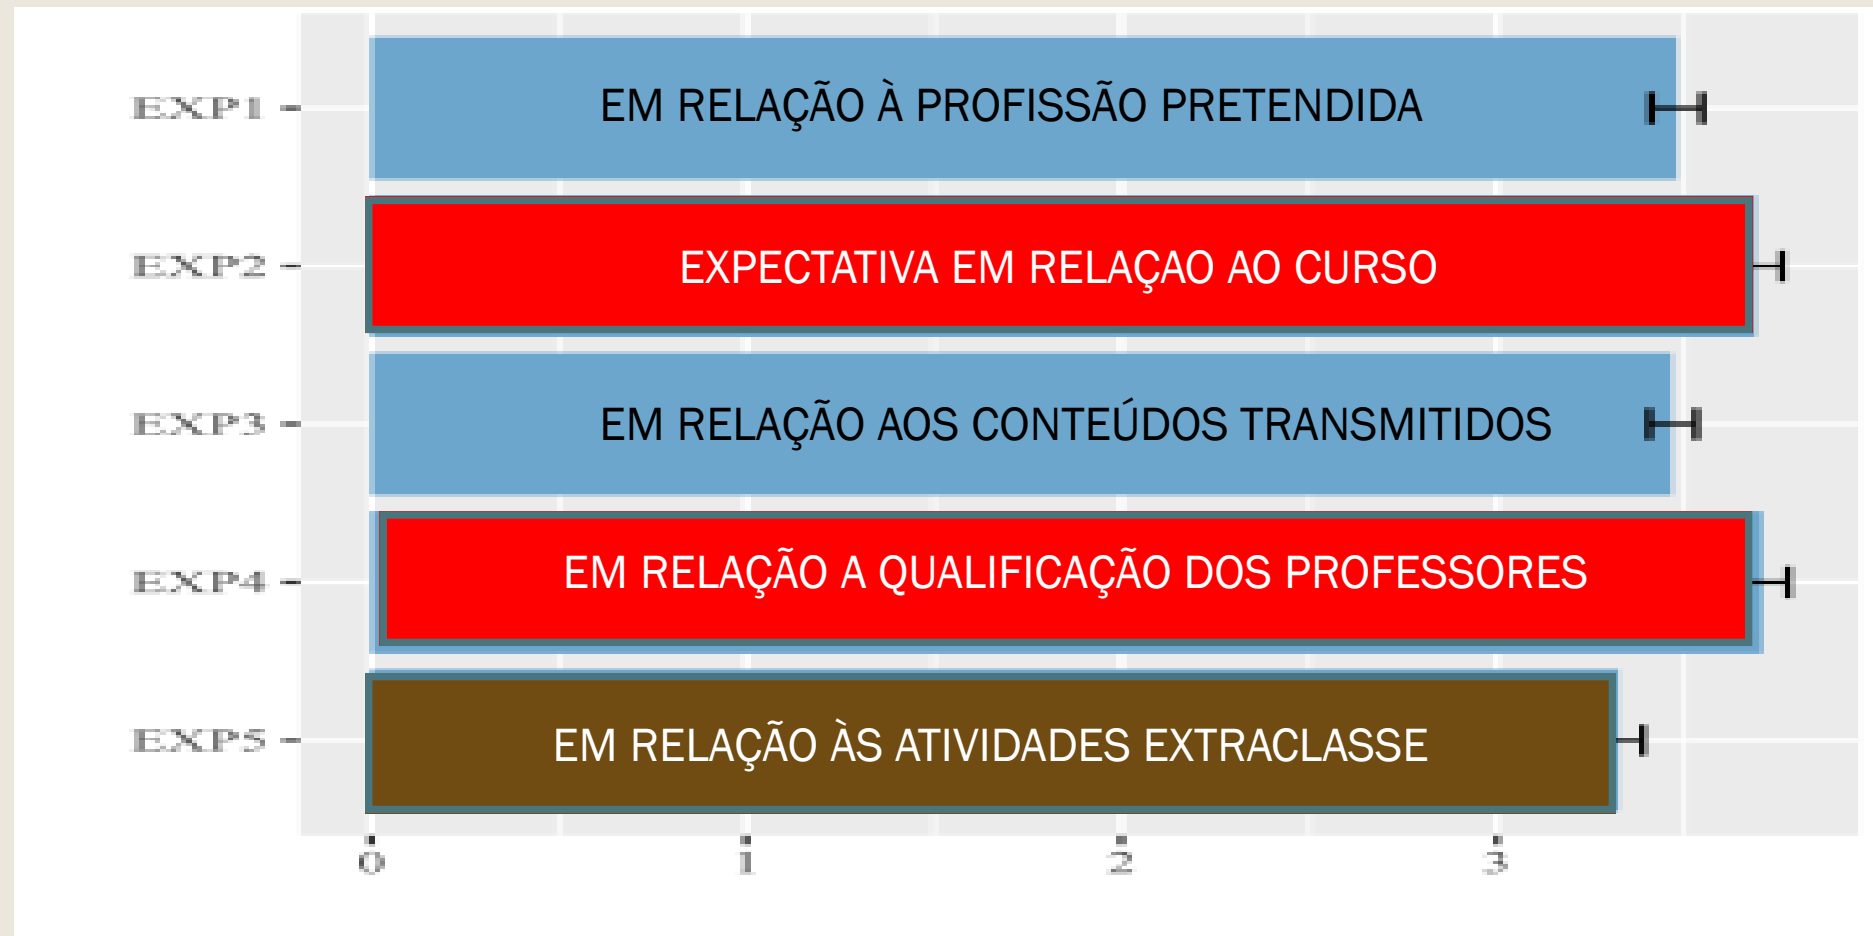 EXP1
EM RELAÇÃO À PROFISSÃO PRETENDIDA
EXP2
EXPECTATIVA EM RELAÇAO AO CURSO
EXP3
EM RELAÇÃO AOS CONTEÚDOS TRANSMITIDOS
EXP4
EM RELAÇÃO A QUALIFICAÇÃO DOS PROFESSORES
EXP5
EM RELAÇÃO ÀS ATIVIDADES EXTRACLASSE
0 1 2 3